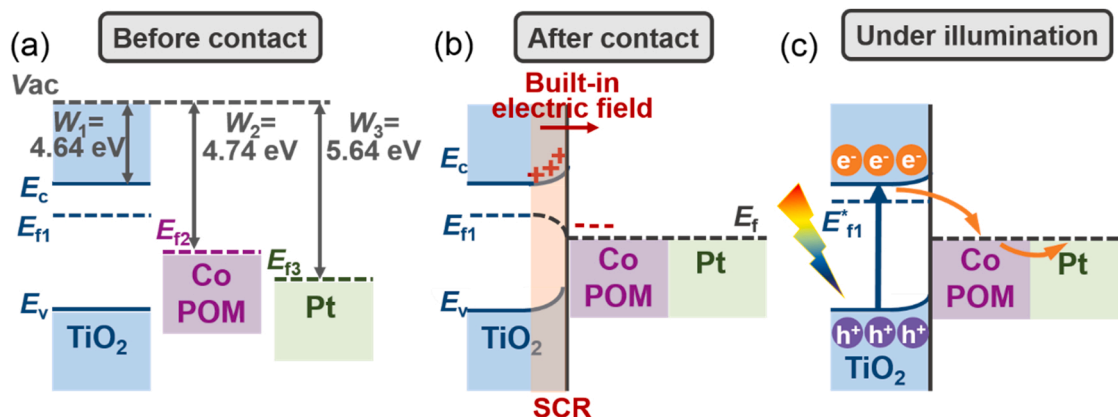 (a) Before contact
Vac
W₁=
4.64 eV
W₂=
4.74 eV
W₃=
5.64 eV
Ec
Ef1
Ef2
Ef3
Co
POM
Pt
Ev
TiO₂
(b) After contact
Built-in
electric field
+ + +
Ec
Ef1
Ef
Co
POM
Pt
Ev
TiO₂
SCR
(c) Under illumination
e⁻ e⁻ e⁻
E*f1
Co
POM
Pt
h⁺ h⁺ h⁺
TiO₂